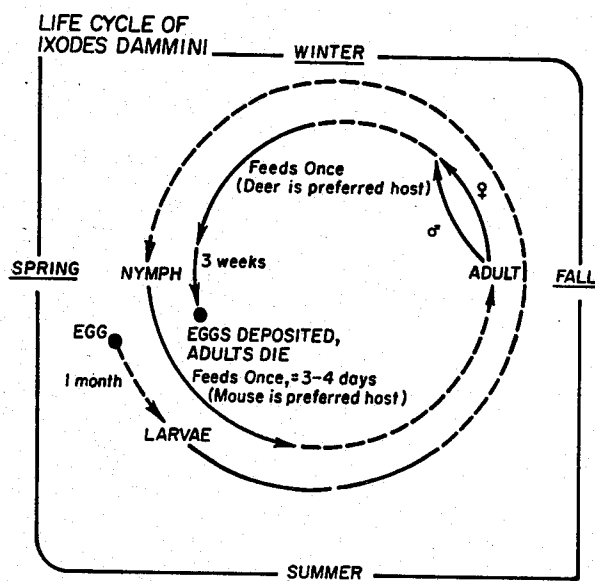 LIFE CYCLE OF
IXODES DAMMINI
WINTER
Feeds Once
(Deer is preferred host)
♀
♂
SPRING
NYMPH
3 weeks
ADULT
FALL
EGG
EGGS DEPOSITED,
ADULTS DIE
1 month
Feeds Once,=3-4 days
(Mouse is preferred host)
LARVAE
SUMMER